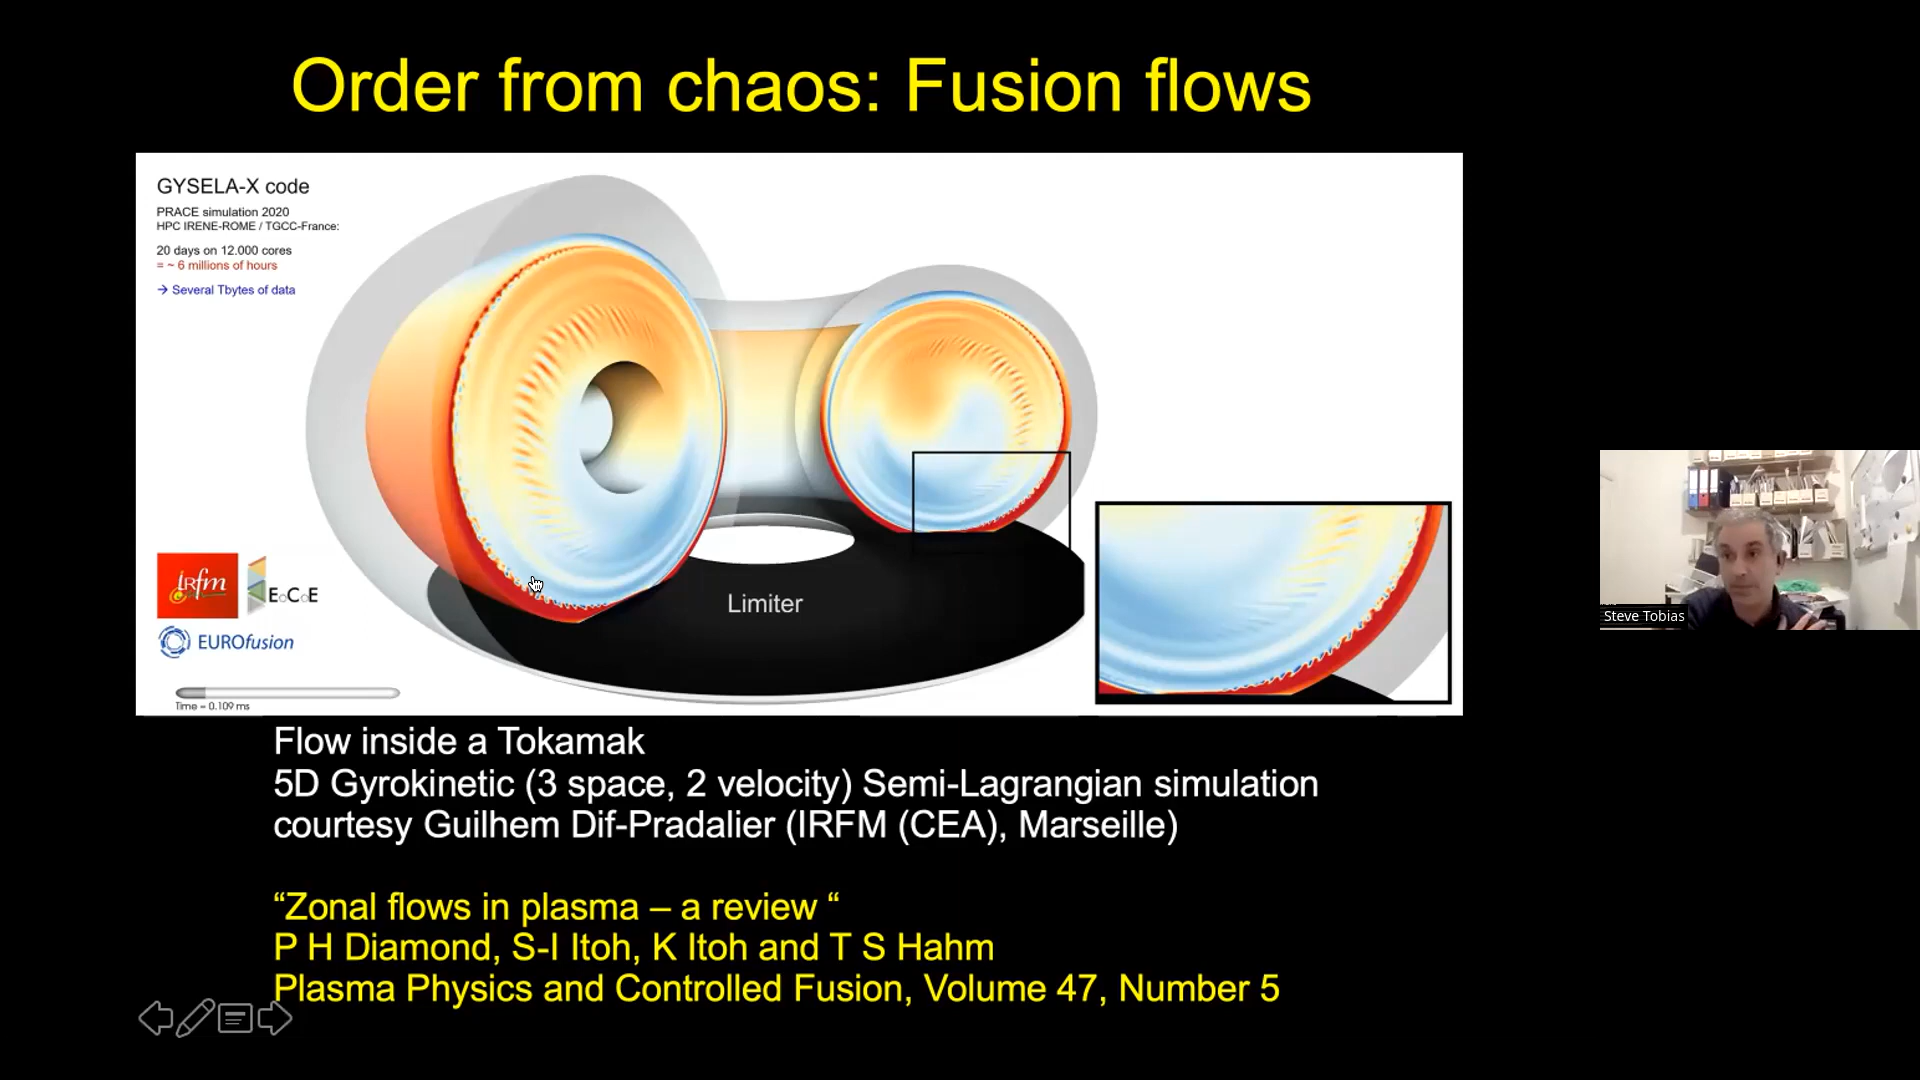 Order from chaos: Fusion flows
GYSELA-X code
PRACE simulation 2020
HPC IRENE-ROME / TGCC-France:
20 days on 12.000 cores
= ~ 6 millions of hours
→ Several Tbytes of data
Limiter
irfm
EoCoE
EUROfusion
Time = 0.109 ms
Steve Tobias
Flow inside a Tokamak
5D Gyrokinetic (3 space, 2 velocity) Semi-Lagrangian simulation
courtesy Guilhem Dif-Pradalier (IRFM (CEA), Marseille)
“Zonal flows in plasma – a review “
P H Diamond, S-I Itoh, K Itoh and T S Hahm
Plasma Physics and Controlled Fusion, Volume 47, Number 5